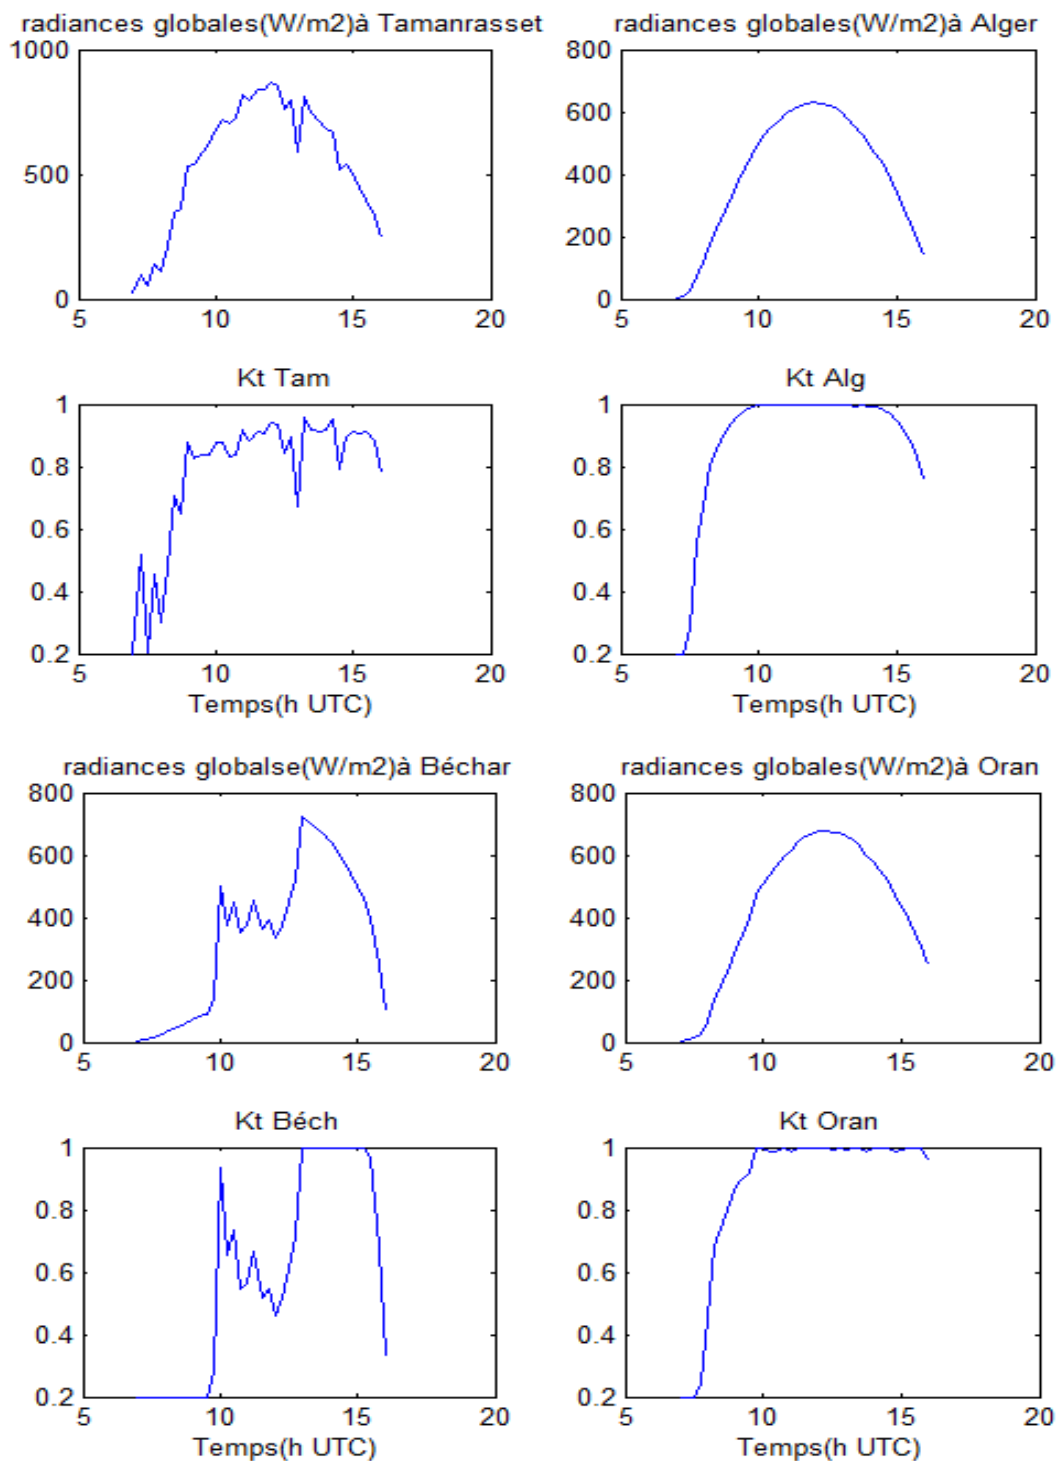 radiances globales(W/m2)à Tamanrasset
1000
500
0
5 10 15 20
radiances globales(W/m2)à Alger
800
600
400
200
0
5 10 15 20
Kt Tam
1
0.8
0.6
0.4
0.2
5 10 15 20
Temps(h UTC)
Kt Alg
1
0.8
0.6
0.4
0.2
5 10 15 20
Temps(h UTC)
radiances globalse(W/m2)à Béchar
800
600
400
200
0
5 10 15 20
radiances globales(W/m2)à Oran
800
600
400
200
0
5 10 15 20
Kt Béch
1
0.8
0.6
0.4
0.2
5 10 15 20
Temps(h UTC)
Kt Oran
1
0.8
0.6
0.4
0.2
5 10 15 20
Temps(h UTC)